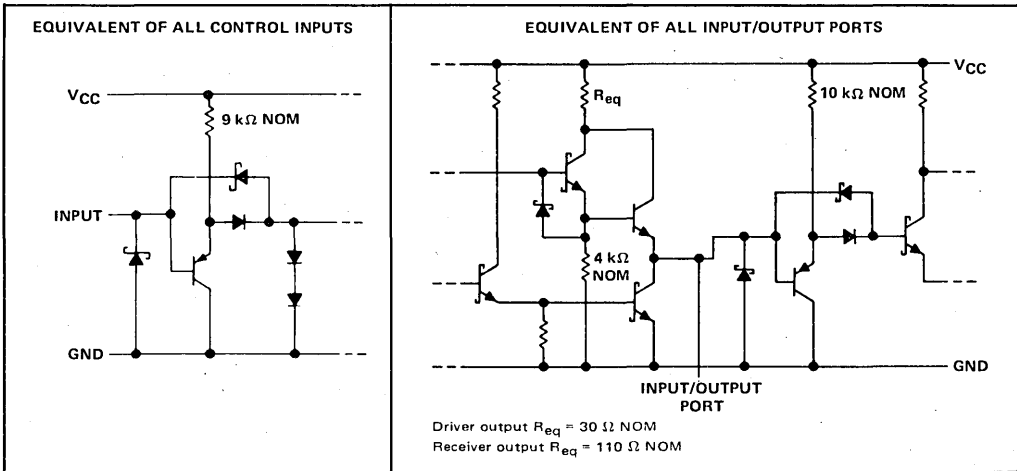 EQUIVALENT OF ALL CONTROL INPUTS
VCC
9 kΩ NOM
INPUT
GND
EQUIVALENT OF ALL INPUT/OUTPUT PORTS
VCC
Req
10 kΩ NOM
4 kΩ
NOM
GND
INPUT/OUTPUT
PORT
Driver output Req = 30 Ω NOM
Receiver output Req = 110 Ω NOM